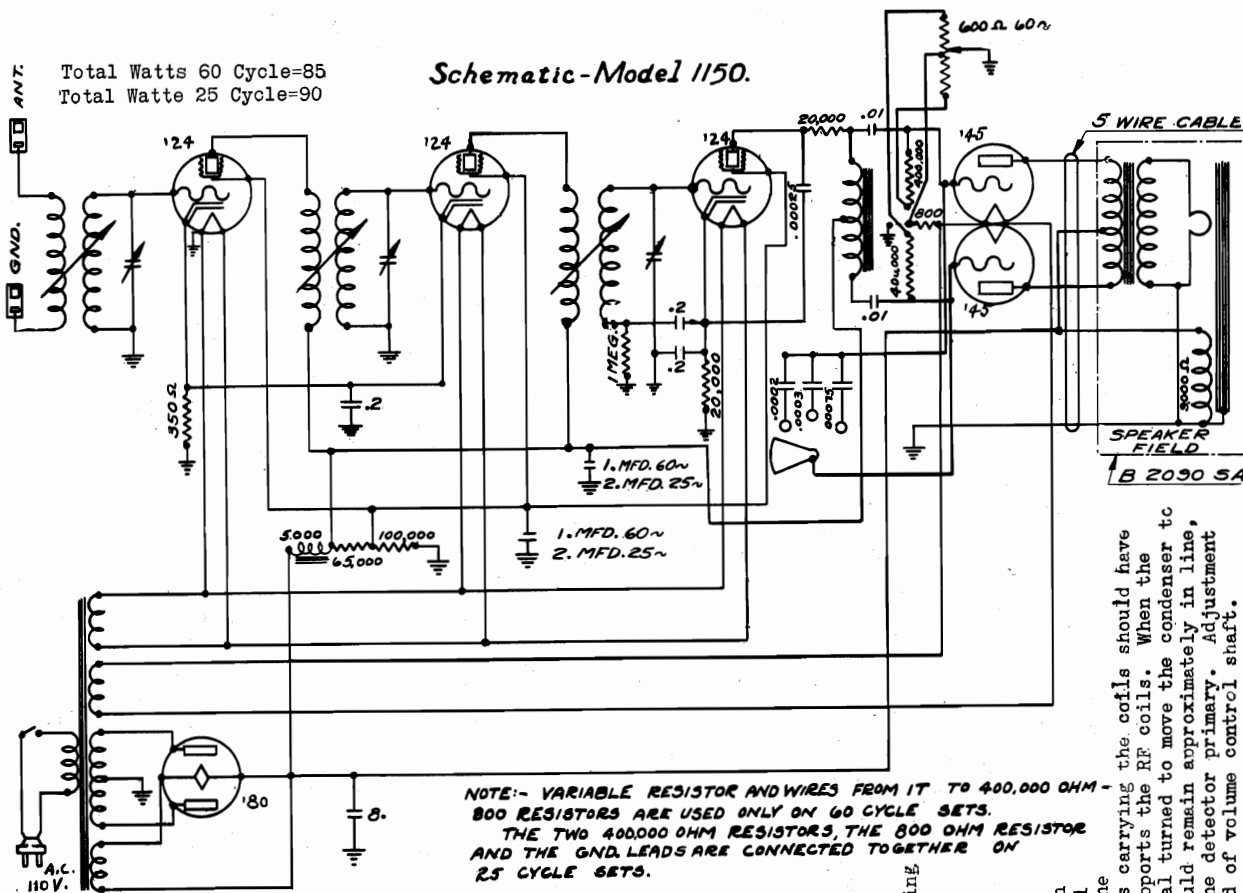 Total Watts 60 Cycle=85
Total Watte 25 Cycle=90
Schematic-Model 1150.
ANT.
GND.
'24
'24
'24
20,000
.01
600 Ω 60~
400,000
800
400,000
.01
'45
'45
5 WIRE CABLE
.00025
350 Ω
.2
1 MEG.
.2
.2
20,000
.0002
.0003
.00075
3,000 Ω
SPEAKER
FIELD
B 2090 SA
1. MFD. 60~
2. MFD. 25~
1. MFD. 60~
2. MFD. 25~
5.000
65,000
100,000
'80
8.
A.C.
110 V.
NOTE:- VARIABLE RESISTOR AND WIRES FROM IT TO 400,000 OHM -
800 RESISTORS ARE USED ONLY ON 60 CYCLE SETS.
THE TWO 400,000 OHM RESISTORS, THE 800 OHM RESISTOR
AND THE GND. LEADS ARE CONNECTED TOGETHER ON
25 CYCLE SETS.
s carrying the coils should have
pports the RF coils. When the
al turned to move the condenser to
uld remain approximately in line,
ne detector primary. Adjustment
d of volume control shaft.